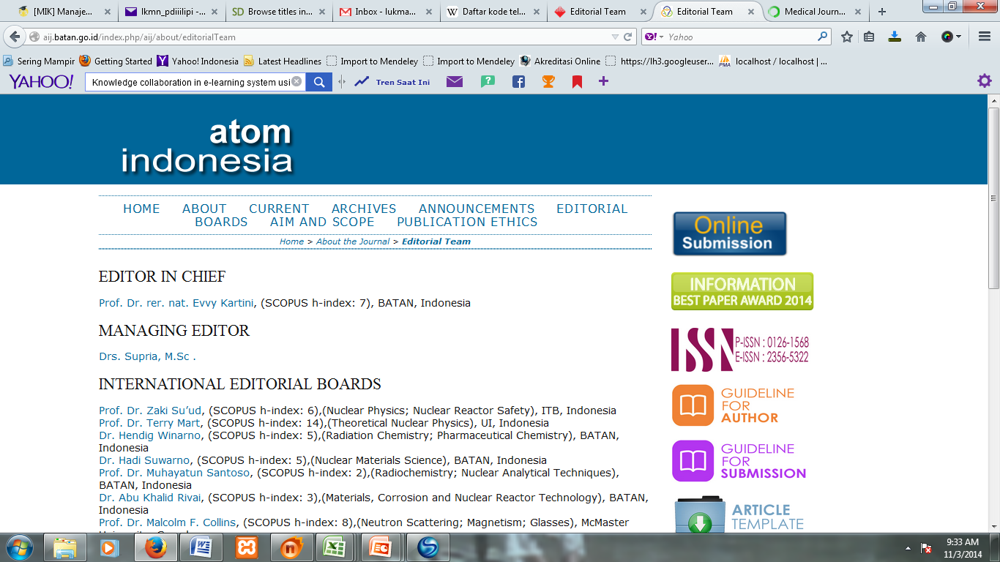 [MIK] Manaje...
lkmn_pdiiilipi - ...
Browse titles in...
Inbox - lukma...
Daftar kode tel...
Editorial Team
Editorial Team
Medical Journ...
aij.batan.go.id/index.php/aij/about/editorialTeam
Yahoo
Sering Mampir
Getting Started
Yahoo! Indonesia
Latest Headlines
Import to Mendeley
Import to Mendeley
Akreditasi Online
https://lh3.googleuser...
localhost / localhost | ...
YAHOO!
Knowledge collaboration in e-learning system usi
Tren Saat Ini
atom
indonesia
HOME ABOUT CURRENT ARCHIVES ANNOUNCEMENTS EDITORIAL
BOARDS AIM AND SCOPE PUBLICATION ETHICS
Home > About the Journal > Editorial Team
EDITOR IN CHIEF
Prof. Dr. rer. nat. Evvy Kartini, (SCOPUS h-index: 7), BATAN, Indonesia
MANAGING EDITOR
Drs. Supria, M.Sc .
INTERNATIONAL EDITORIAL BOARDS
Prof. Dr. Zaki Su'ud, (SCOPUS h-index: 6),(Nuclear Physics; Nuclear Reactor Safety), ITB, Indonesia
Prof. Dr. Terry Mart, (SCOPUS h-index: 14),(Theoretical Nuclear Physics), UI, Indonesia
Dr. Hendig Winarno, (SCOPUS h-index: 5),(Radiation Chemistry; Pharmaceutical Chemistry), BATAN,
Indonesia
Dr. Hadi Suwarno, (SCOPUS h-index: 5),(Nuclear Materials Science), BATAN, Indonesia
Prof. Dr. Muhayatun Santoso, (SCOPUS h-index: 2),(Radiochemistry; Nuclear Analytical Techniques),
BATAN, Indonesia
Dr. Abu Khalid Rivai, (SCOPUS h-index: 3),(Materials, Corrosion and Nuclear Reactor Technology), BATAN,
Indonesia
Prof. Dr. Malcolm F. Collins, (SCOPUS h-index: 8),(Neutron Scattering; Magnetism; Glasses), McMaster
Online
Submission
INFORMATION
BEST PAPER AWARD 2014
ISSN
P-ISSN : 0126-1568
E-ISSN : 2356-5322
GUIDELINE
FOR
AUTHOR
GUIDELINE
FOR
SUBMISSION
ARTICLE
TEMPLATE
9:33 AM
11/3/2014